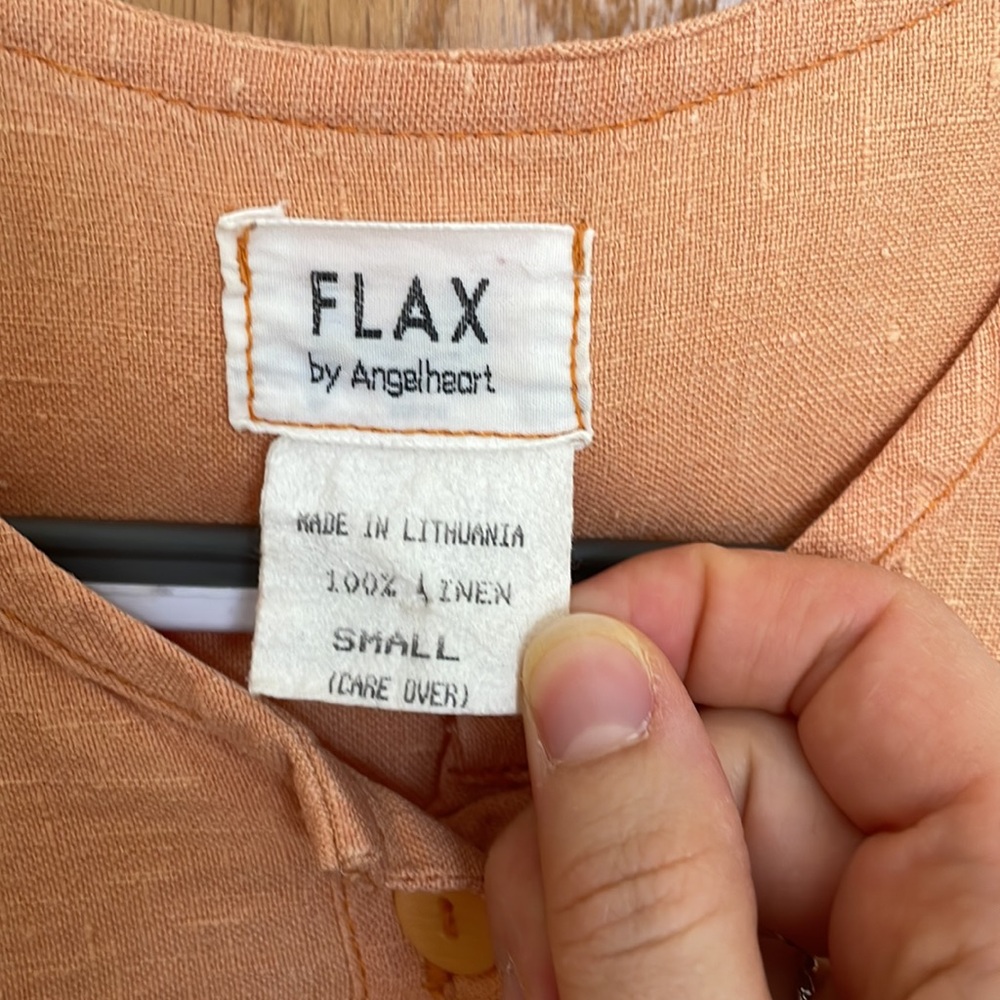 FLAX
by Angelheart
MADE IN LITHUANIA
100% LINEN
SMALL
(CARE OVER)